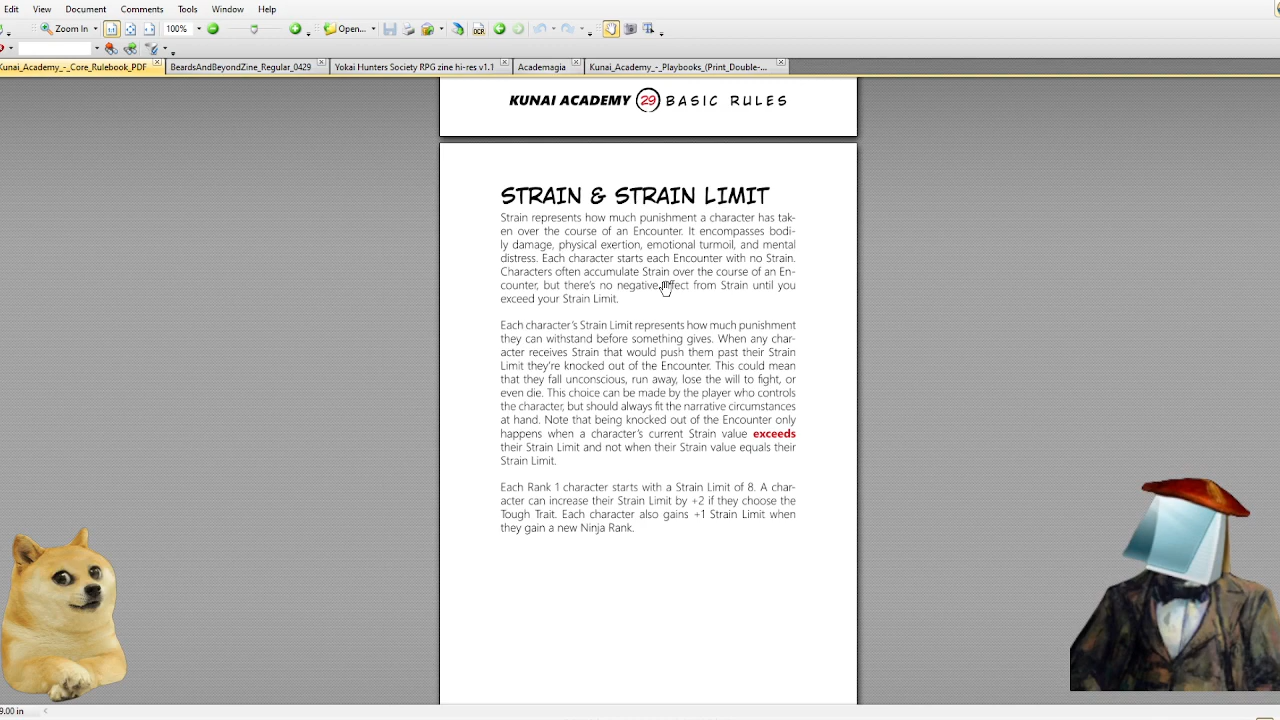 Edit View Document Comments Tools Window Help
Zoom In 100% Open... OCR
Kunai_Academy_-_Core_Rulebook_PDF BeardsAndBeyondZine_Regular_0429 Yokai Hunters Society RPG zine hi-res v1.1 Academagia Kunai_Academy_-_Playbooks_(Print_Double-...
KUNAI ACADEMY 29 BASIC RULES
STRAIN & STRAIN LIMIT
Strain represents how much punishment a character has tak-
en over the course of an Encounter. It encompasses bodi-
ly damage, physical exertion, emotional turmoil, and mental
distress. Each character starts each Encounter with no Strain.
Characters often accumulate Strain over the course of an En-
counter, but there's no negative effect from Strain until you
exceed your Strain Limit.
Each character's Strain Limit represents how much punishment
they can withstand before something gives. When any char-
acter receives Strain that would push them past their Strain
Limit they're knocked out of the Encounter. This could mean
that they fall unconscious, run away, lose the will to fight, or
even die. This choice can be made by the player who controls
the character, but should always fit the narrative circumstances
at hand. Note that being knocked out of the Encounter only
happens when a character's current Strain value exceeds
their Strain Limit and not when their Strain value equals their
Strain Limit.
Each Rank 1 character starts with a Strain Limit of 8. A char-
acter can increase their Strain Limit by +2 if they choose the
Tough Trait. Each character also gains +1 Strain Limit when
they gain a new Ninja Rank.
9.00 in